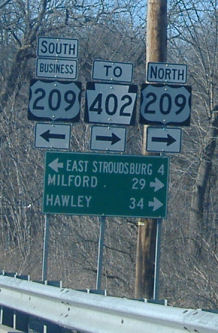 SOUTH
BUSINESS
209
TO
402
NORTH
209
EAST STROUDSBURG 4
MILFORD 29
HAWLEY 34